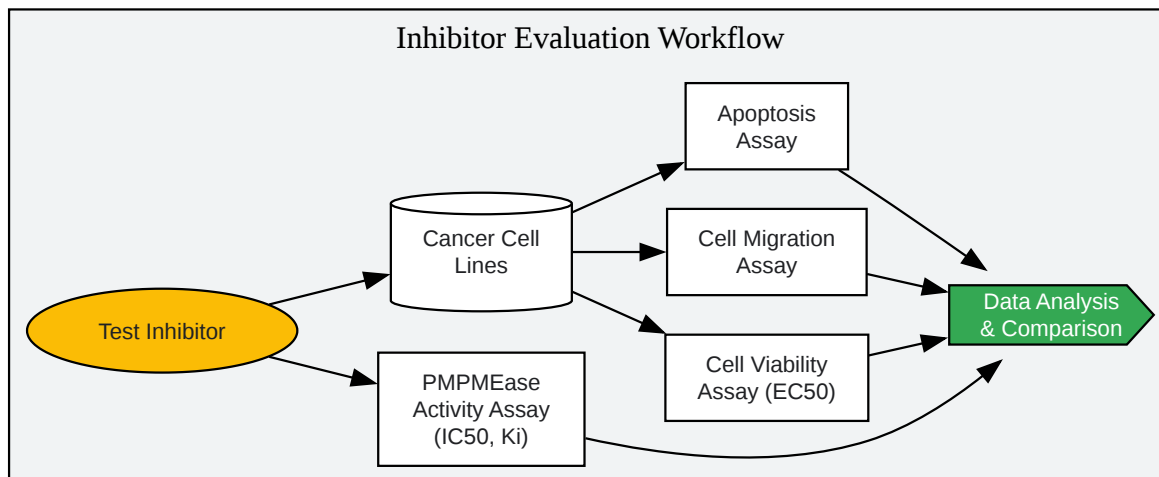 Inhibitor Evaluation Workflow
Apoptosis
Assay
Cancer Cell
Lines
Cell Migration
Assay
Test Inhibitor
Data Analysis
& Comparison
PMPMEase
Activity Assay
(IC50, Ki)
Cell Viability
Assay (EC50)